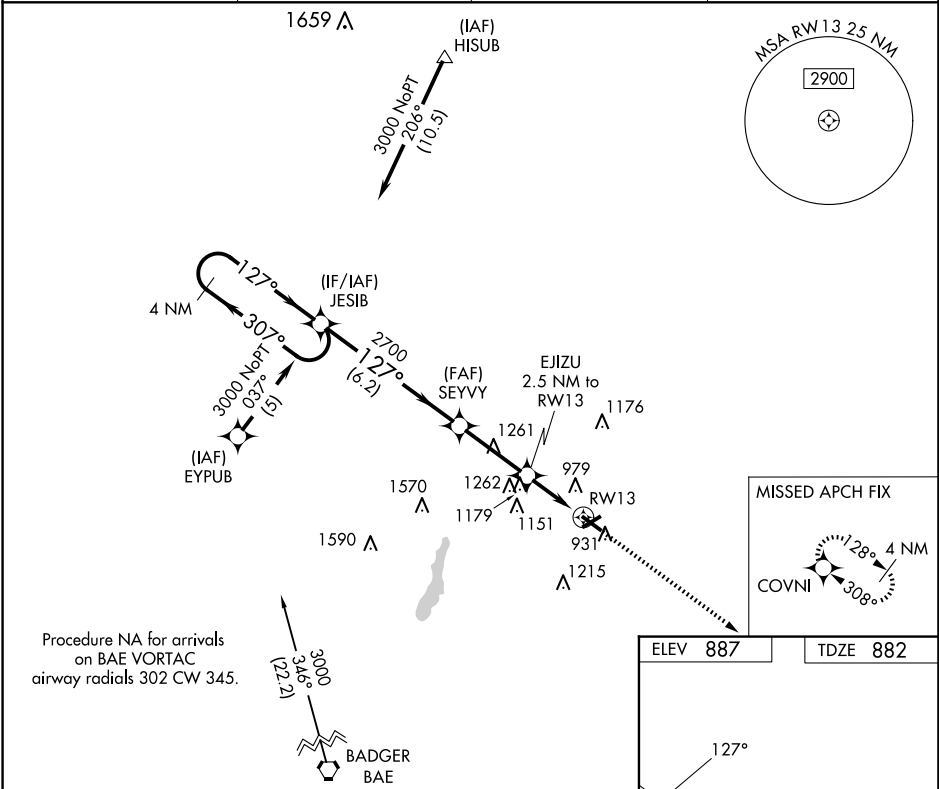 1659
(IAF)
HISUB
MSA RW13 25 NM
2900
3000 NoPT
206°
(10.5)
127°
(IF/IAF)
JESIB
4 NM
307°
2700
127°
(6.2)
3000 NoPT
037°
(5)
(FAF)
SEYVY
EJIZU
2.5 NM to
RW13
1176
1261
(IAF)
EYPUB
1570
1262
979
RW13
1179
1151
1590
931
1215
MISSED APCH FIX
128°
4 NM
COVNI
308°
Procedure NA for arrivals
on BAE VORTAC
airway radials 302 CW 345.
3000
346°
(22.2)
BADGER
BAE
ELEV 887
TDZE 882
127°